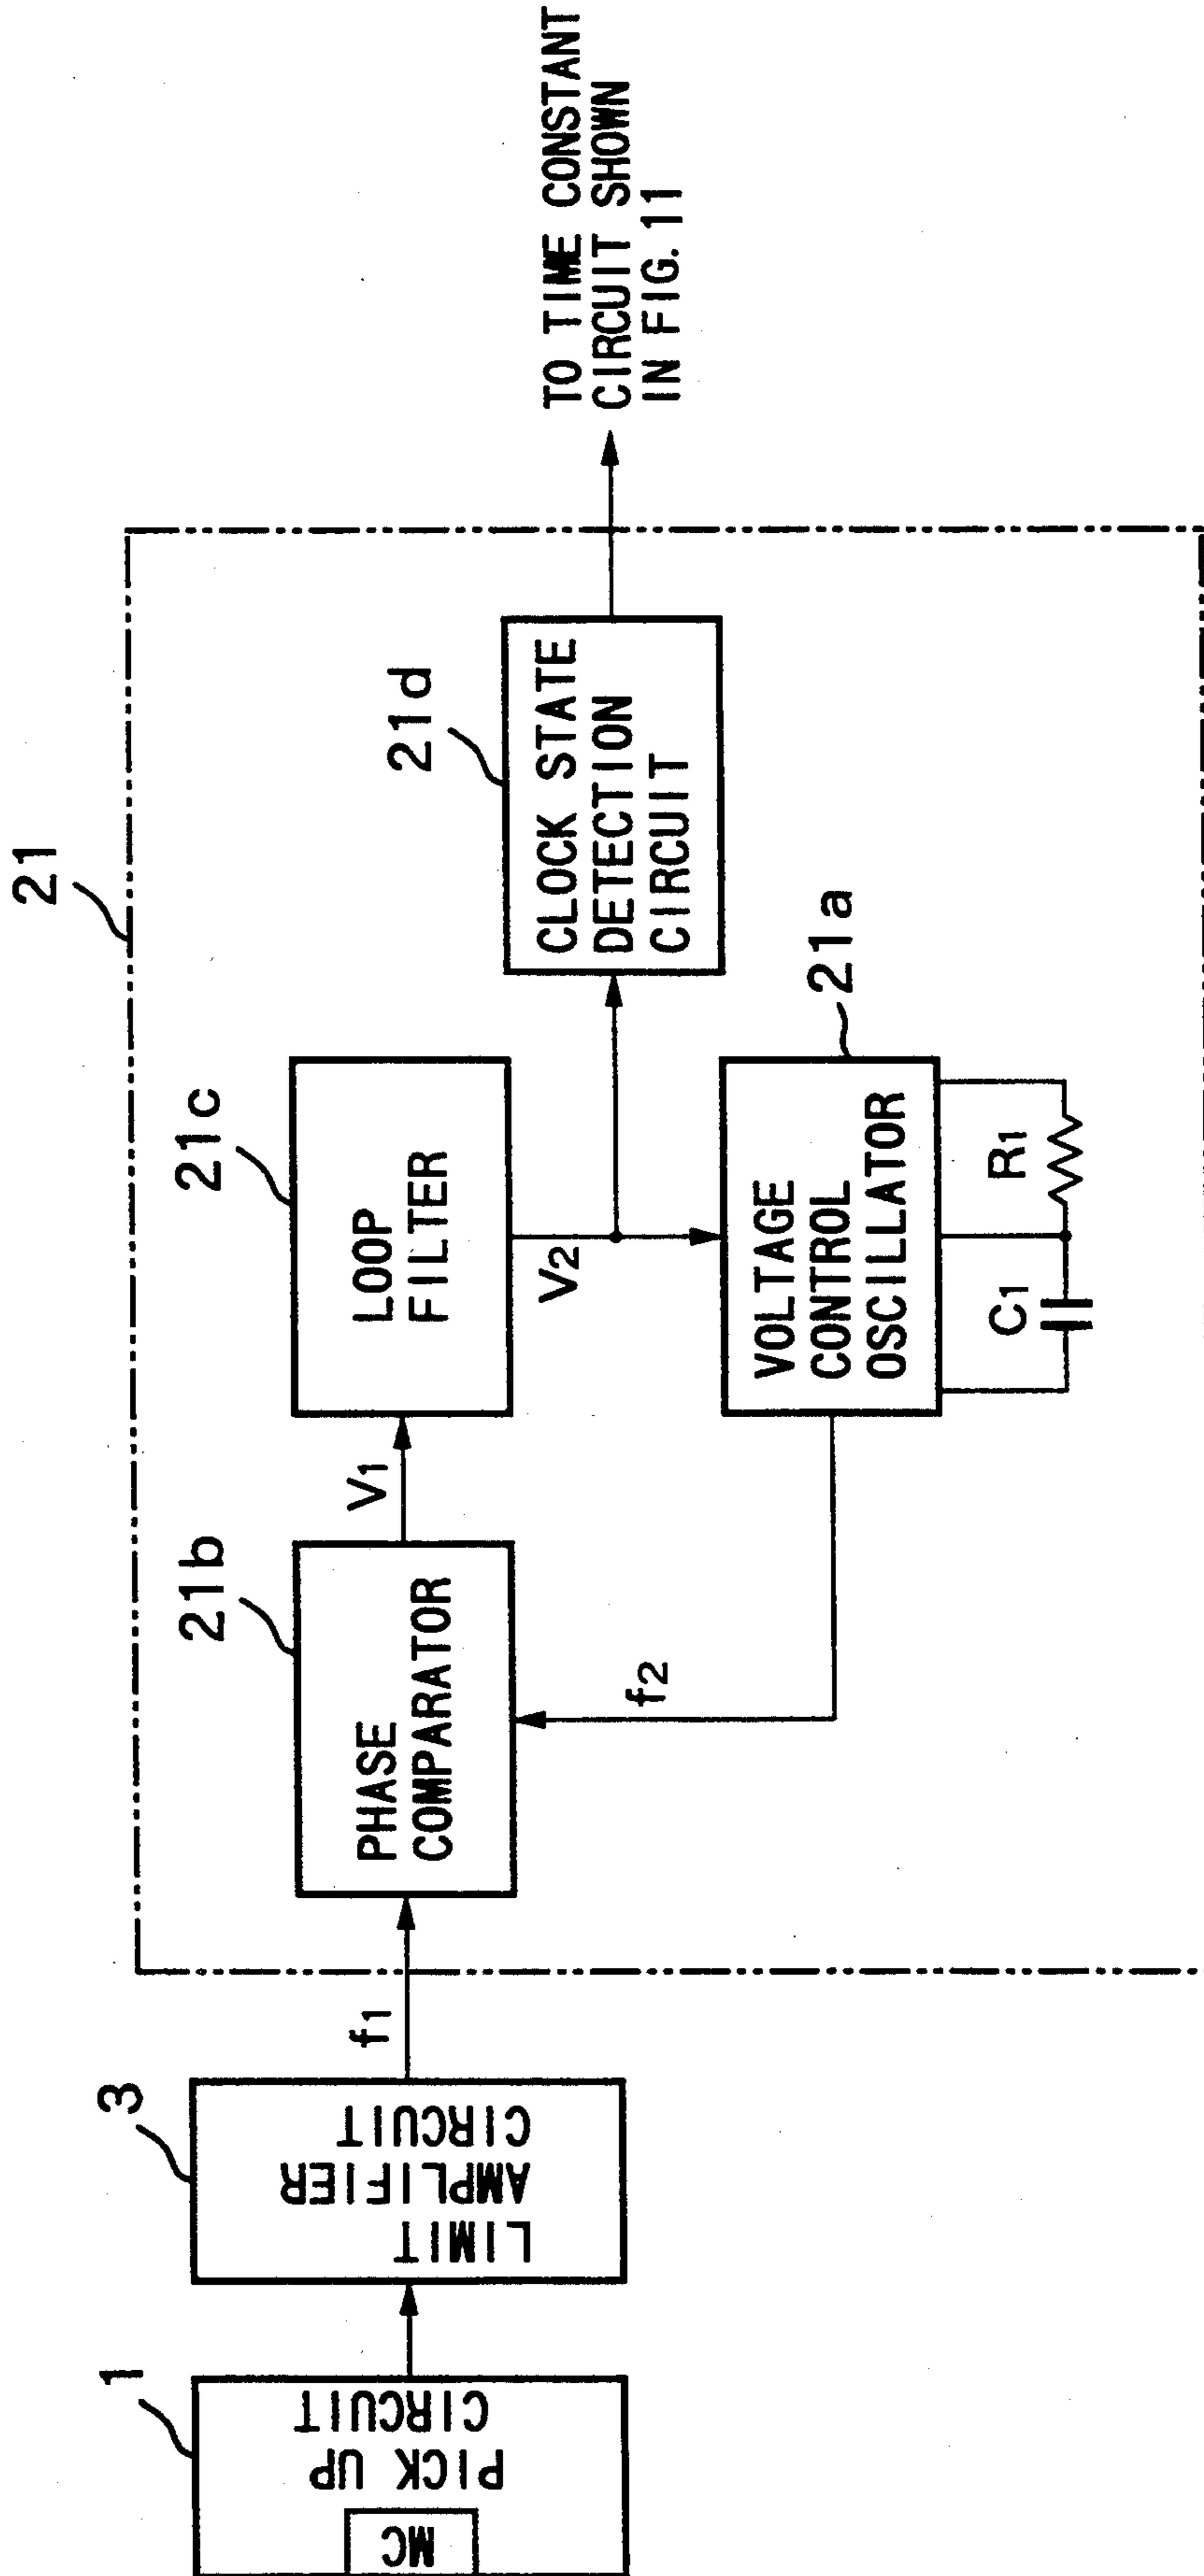 1
MC
PICK UP
CIRCUIT
3
LIMIT
AMPLIFIER
CIRCUIT
f1
21
21b
PHASE
COMPARATOR
V1
21c
LOOP
FILTER
V2
f2
21a
VOLTAGE
CONTROL
OSCILLATOR
C1
R1
21d
CLOCK STATE
DETECTION
CIRCUIT
TO TIME CONSTANT
CIRCUIT SHOWN
IN FIG. 11